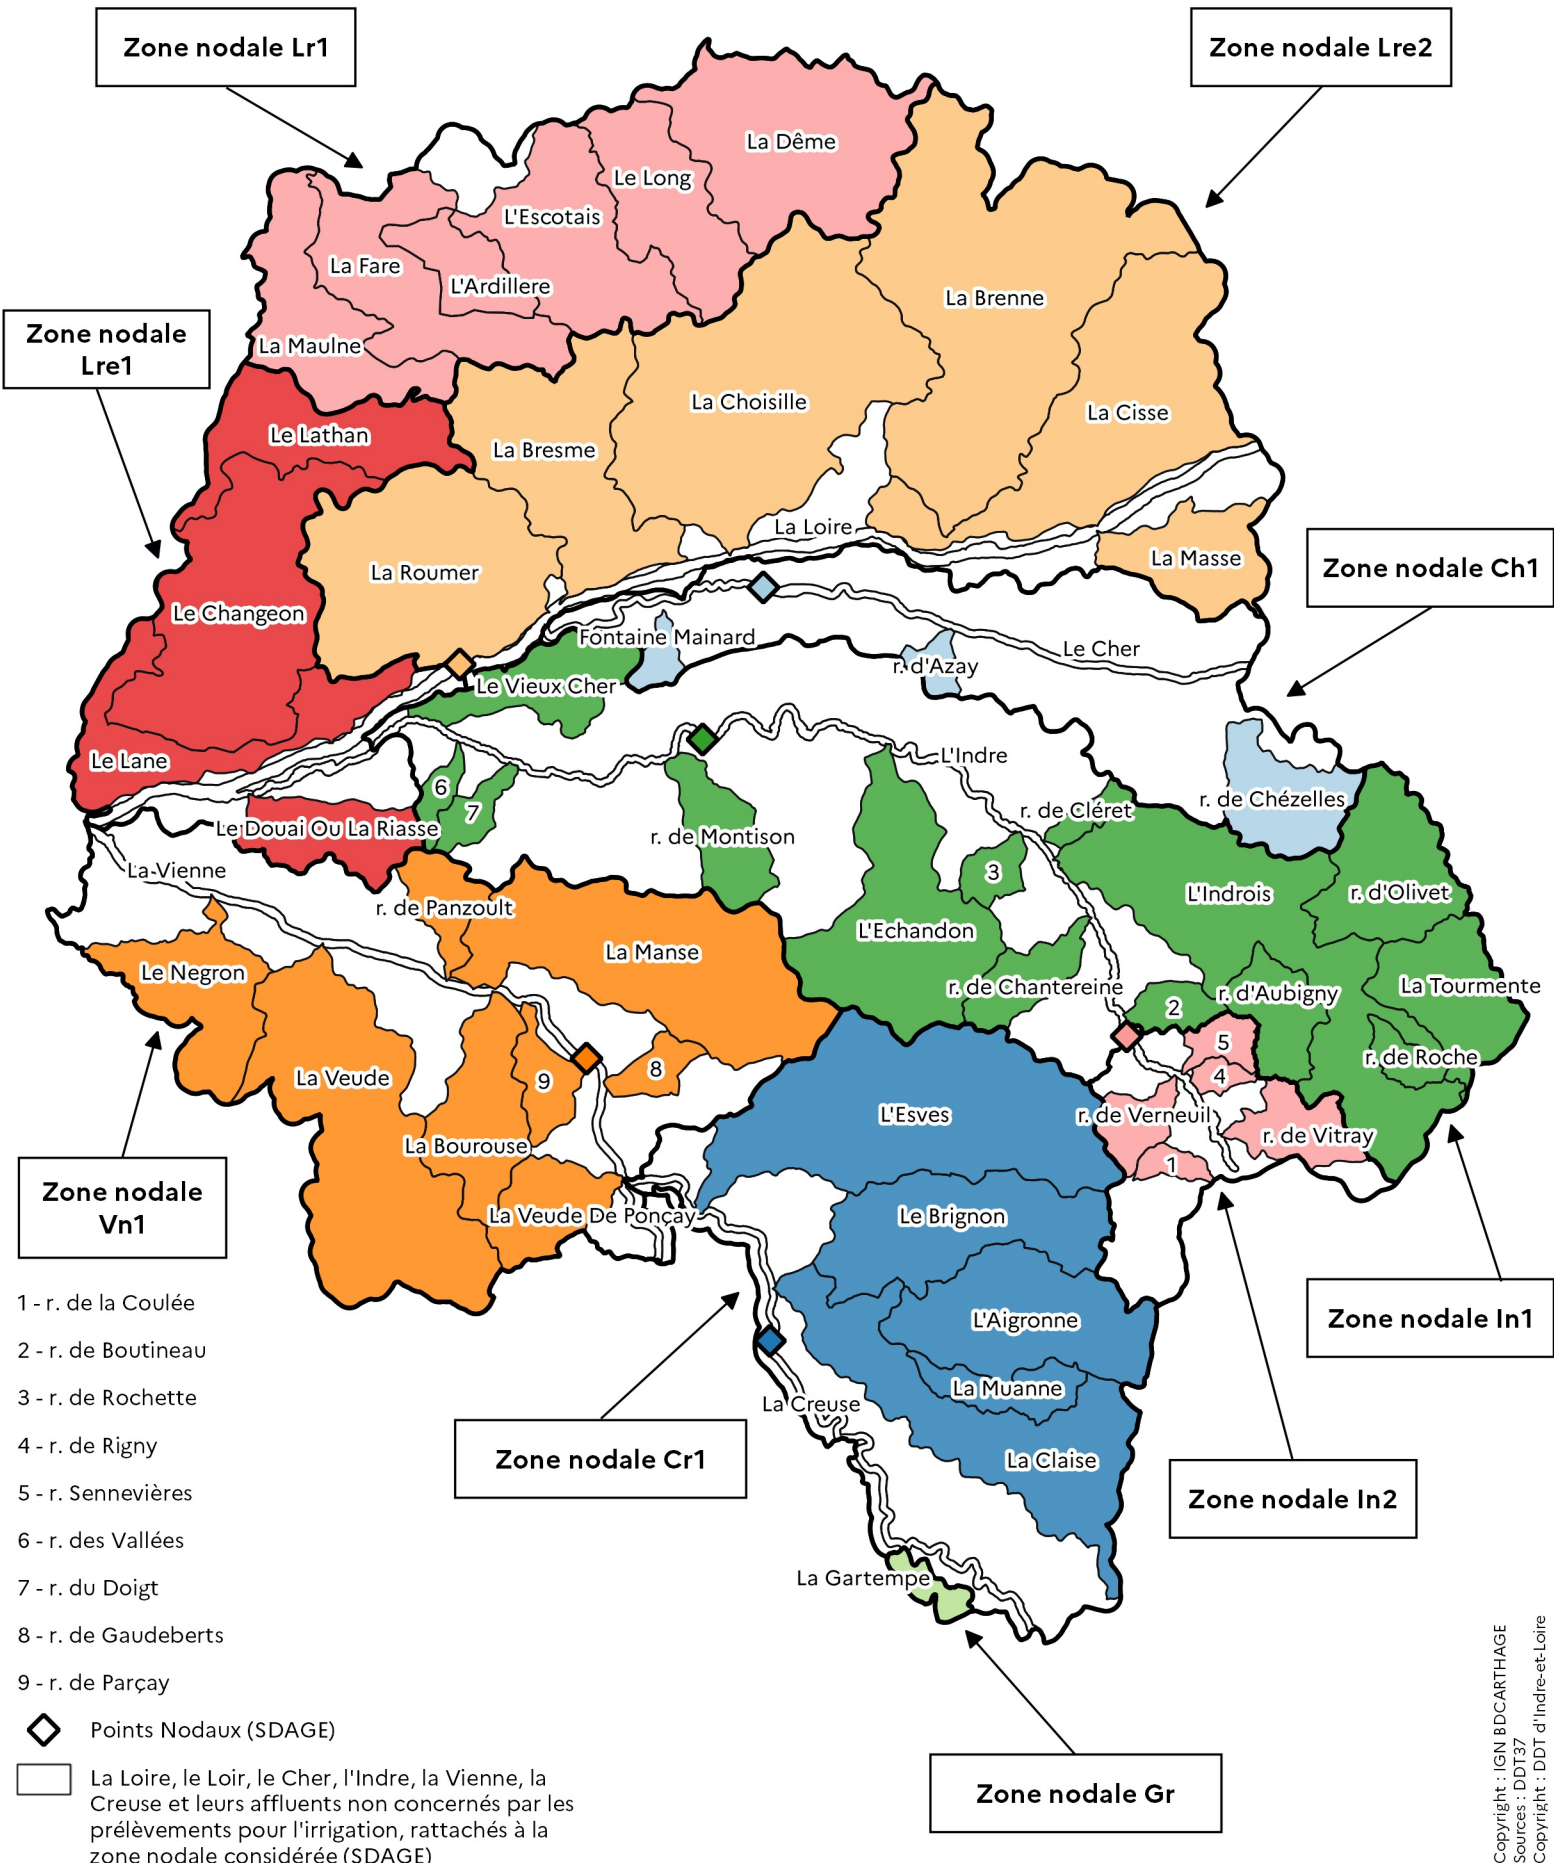 Zone nodale Lr1
Zone nodale Lre2
La Dême
Le Long
L'Escotais
La Fare
L'Ardillere
La Brenne
Zone nodale
Lre1
La Maulne
La Choisille
La Cisse
Le Lathan
La Bresme
La Loire
La Masse
Zone nodale Ch1
La Roumer
Le Changeon
Fontaine Mainard
Le Cher
r. d'Azay
Le Vieux Cher
Le Lane
L'Indre
6
7
r. de Cléret
r. de Chézelles
Le Douai Ou La Riasse
r. de Montison
La Vienne
3
L'Indrois
r. d'Olivet
r. de Panzoult
L'Echandon
La Manse
Le Negron
r. de Chantereine
r. d'Aubigny
La Tourmente
2
5
r. de Roche
4
8
9
La Veude
L'Esves
r. de Verneuil
r. de Vitray
La Bourouse
1
Zone nodale
Vn1
La Veude De Ponçay
Le Brignon
1 - r. de la Coulée
L'Aigronne
Zone nodale In1
2 - r. de Boutineau
3 - r. de Rochette
La Muanne
La Creuse
4 - r. de Rigny
Zone nodale Cr1
La Claise
5 - r. Sennevières
Zone nodale In2
6 - r. des Vallées
7 - r. du Doigt
La Gartempe
8 - r. de Gaudeberts
9 - r. de Parçay
Points Nodaux (SDAGE)
La Loire, le Loir, le Cher, l'Indre, la Vienne, la
Creuse et leurs affluents non concernés par les
prélèvements pour l'irrigation, rattachés à la
zone nodale considérée (SDAGE)
Zone nodale Gr
Copyright : IGN BDCARTHAGE
Sources : DDT37
Copyright : DDT d'Indre-et-Loire